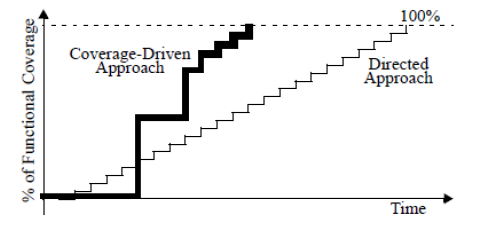 100%
Coverage-Driven
Approach
Directed
Approach
% of Functional Coverage
Time